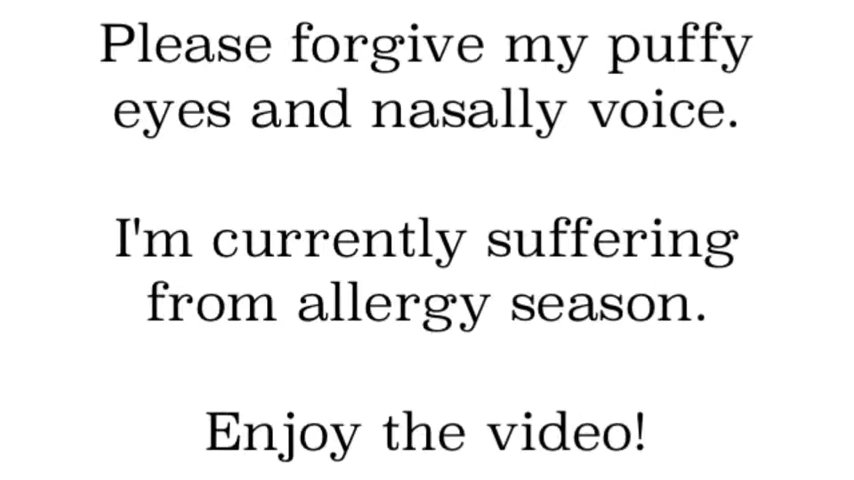 Please forgive my puffy
eyes and nasally voice.
I'm currently suffering
from allergy season.
Enjoy the video!